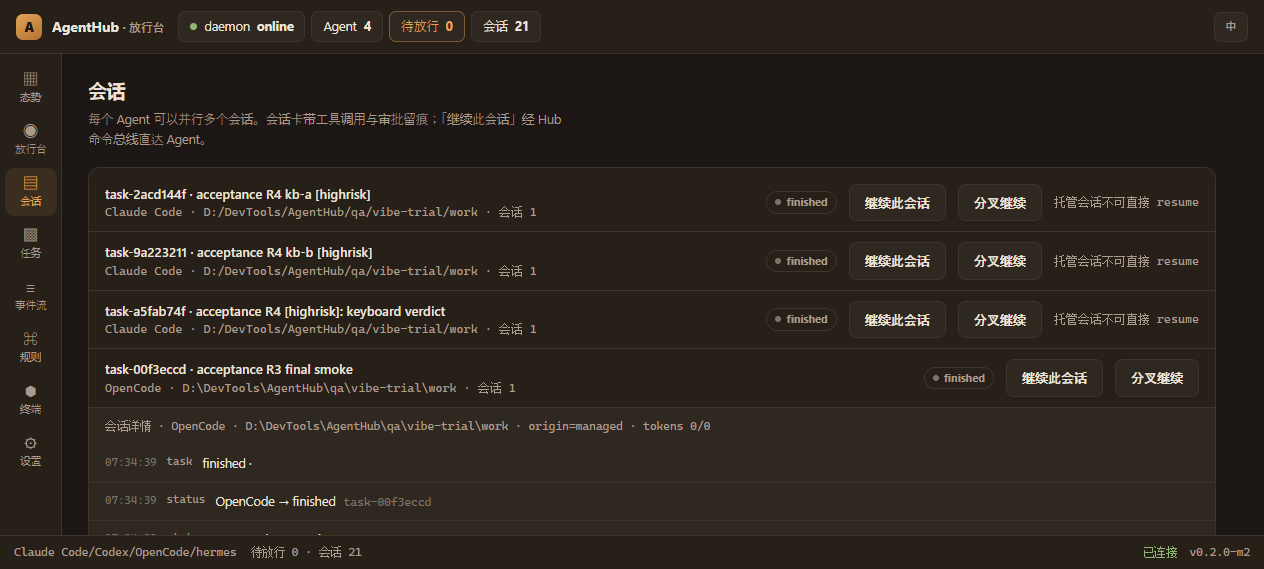 A AgentHub · 放行台 daemon online Agent 4 待放行 0 会话 21 中
态势
放行台
会话
任务
事件流
规则
终端
设置
会话
每个 Agent 可以并行多个会话。会话卡带工具调用与审批留痕；「继续此会话」经 Hub
命令总线直达 Agent。
task-2acd144f · acceptance R4 kb-a [highrisk]
Claude Code · D:/DevTools/AgentHub/qa/vibe-trial/work · 会话 1
finished 继续此会话 分叉继续 托管会话不可直接 resume
task-9a223211 · acceptance R4 kb-b [highrisk]
Claude Code · D:/DevTools/AgentHub/qa/vibe-trial/work · 会话 1
finished 继续此会话 分叉继续 托管会话不可直接 resume
task-a5fab74f · acceptance R4 [highrisk]: keyboard verdict
Claude Code · D:/DevTools/AgentHub/qa/vibe-trial/work · 会话 1
finished 继续此会话 分叉继续 托管会话不可直接 resume
task-00f3eccd · acceptance R3 final smoke
OpenCode · D:\DevTools\AgentHub\qa\vibe-trial\work · 会话 1
finished 继续此会话 分叉继续
会话详情 · OpenCode · D:\DevTools\AgentHub\qa\vibe-trial\work · origin=managed · tokens 0/0
07:34:39 task finished ·
07:34:39 status OpenCode → finished task-00f3eccd
Claude Code/Codex/OpenCode/hermes 待放行 0 · 会话 21 已连接 v0.2.0-m2